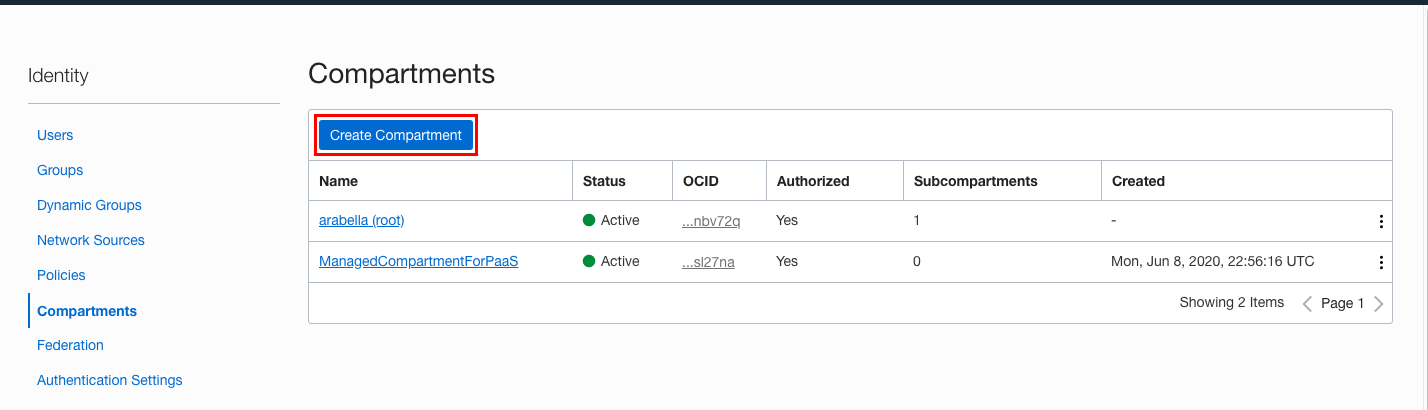 Identity
Users
Groups
Dynamic Groups
Network Sources
Policies
Compartments
Federation
Authentication Settings
Compartments
Create Compartment
Name Status OCID Authorized Subcompartments Created
arabella (root) Active ...nbv72q Yes 1 -
ManagedCompartmentForPaaS Active ...sl27na Yes 0 Mon, Jun 8, 2020, 22:56:16 UTC
Showing 2 Items Page 1